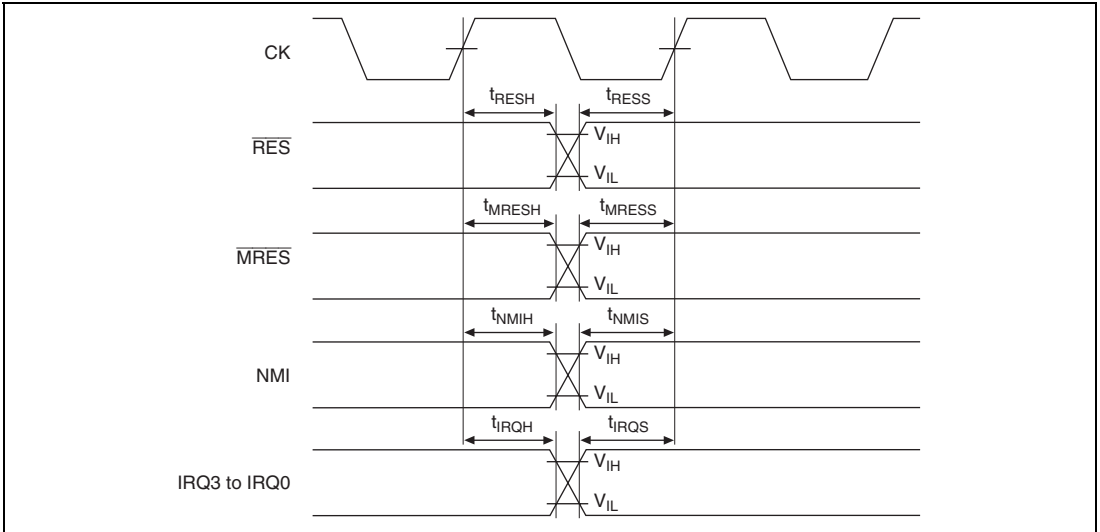 CK
tRESH tRESS
RES VIH
VIL
tMRESH tMRESS
MRES VIH
VIL
tNMIH tNMIS
NMI VIH
VIL
tIRQH tIRQS
IRQ3 to IRQ0 VIH
VIL